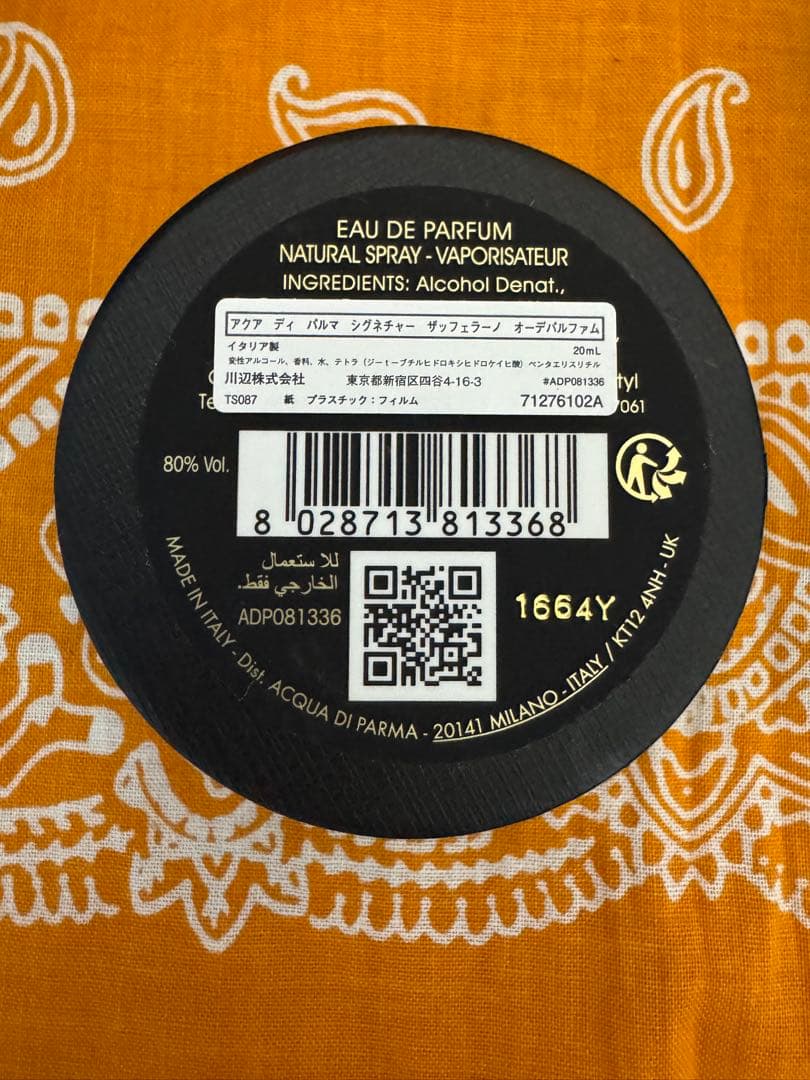 EAU DE PARFUM
NATURAL SPRAY - VAPORISATEUR
INGREDIENTS: Alcohol Denat.,
アクア ディ パルマ シグネチャー ザッフェラーノ オーデパルファム
イタリア製 20mL
変性アルコール、香料、水、テトラ(ジーtーブチルヒドロキシヒドロケイヒ酸)ペンタエリスリチル
川辺株式会社 東京都新宿区四谷4-16-3 #ADP081336
TS087 紙 プラスチック:フィルム 71276102A
tyl
Te
7061
80% Vol.
8 028713 813368
للاستعمال
الخارجي فقط.
ADP081336
1664Y
MADE IN ITALY - Dist. ACQUA DI PARMA - 20141 MILANO - ITALY / KT12 4NH - UK